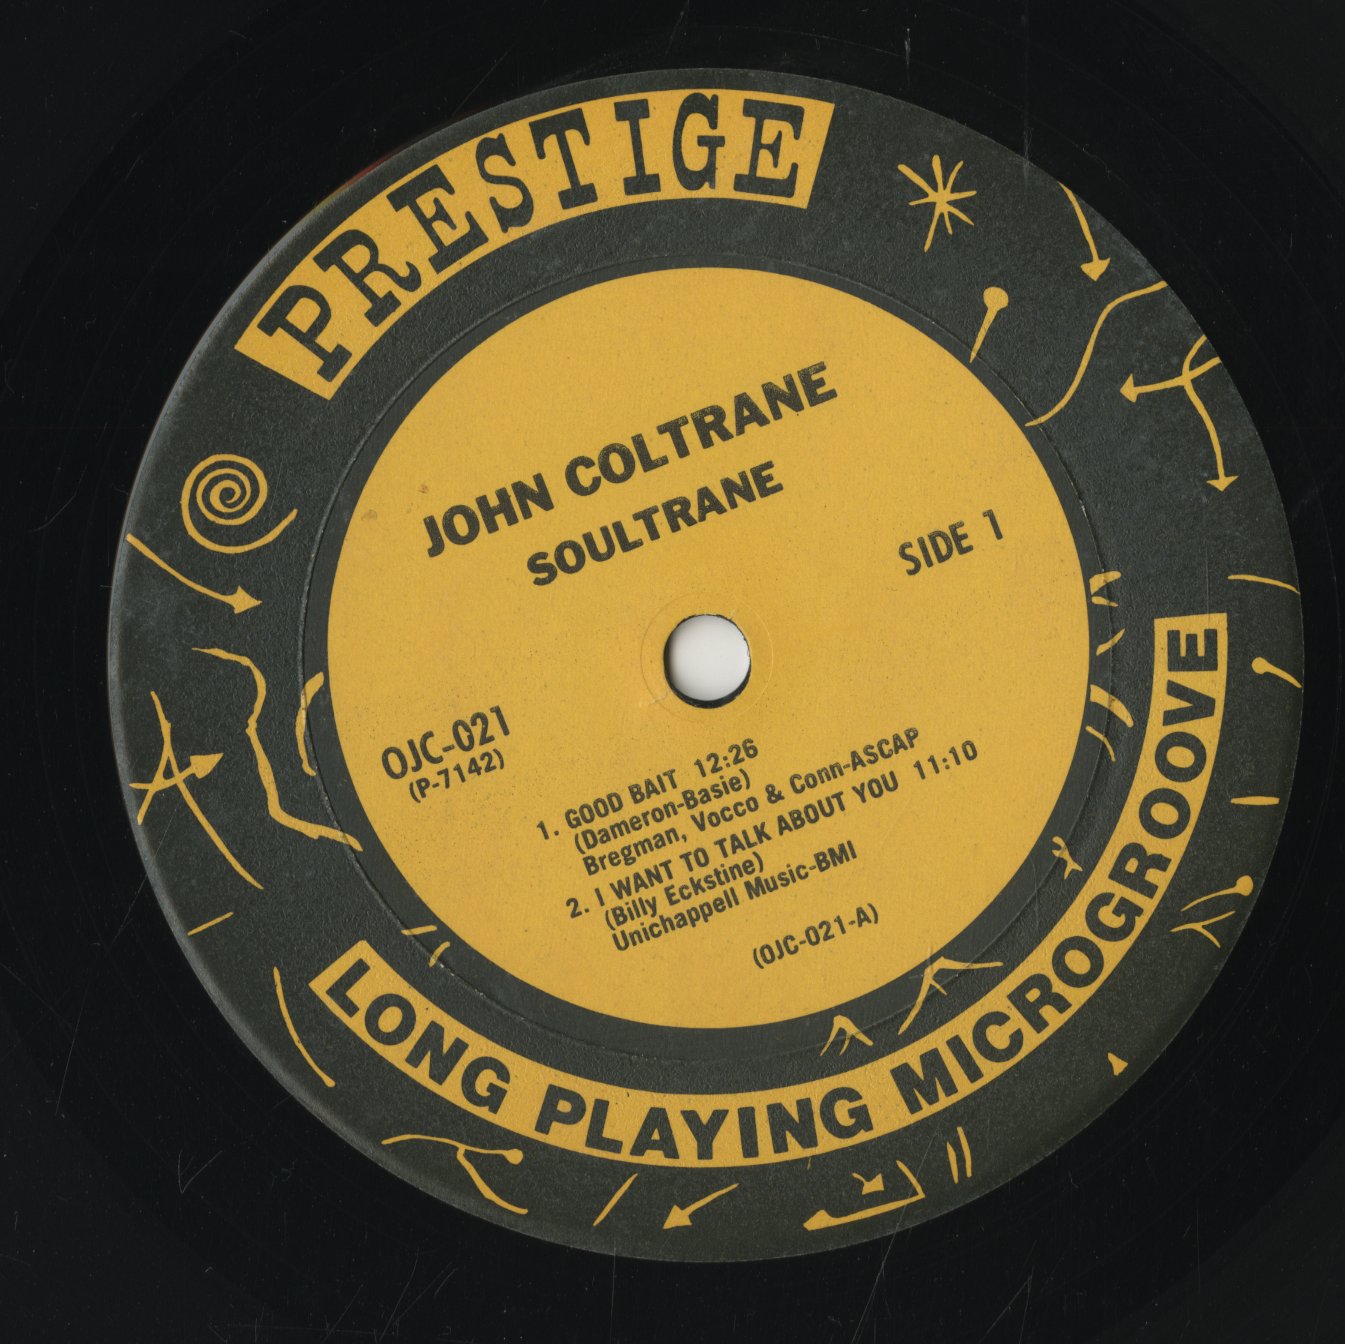 PRESTIGE
JOHN COLTRANE
SOULTRANE
SIDE 1
OJC-021
(P-7142)
1. GOOD BAIT 12:26
(Dameron-Basie)
Bregman, Vocco & Conn-ASCAP
2. I WANT TO TALK ABOUT YOU 11:10
(Billy Eckstine)
Unichappell Music-BMI
(OJC-021-A)
LONG PLAYING MICROGROOVE